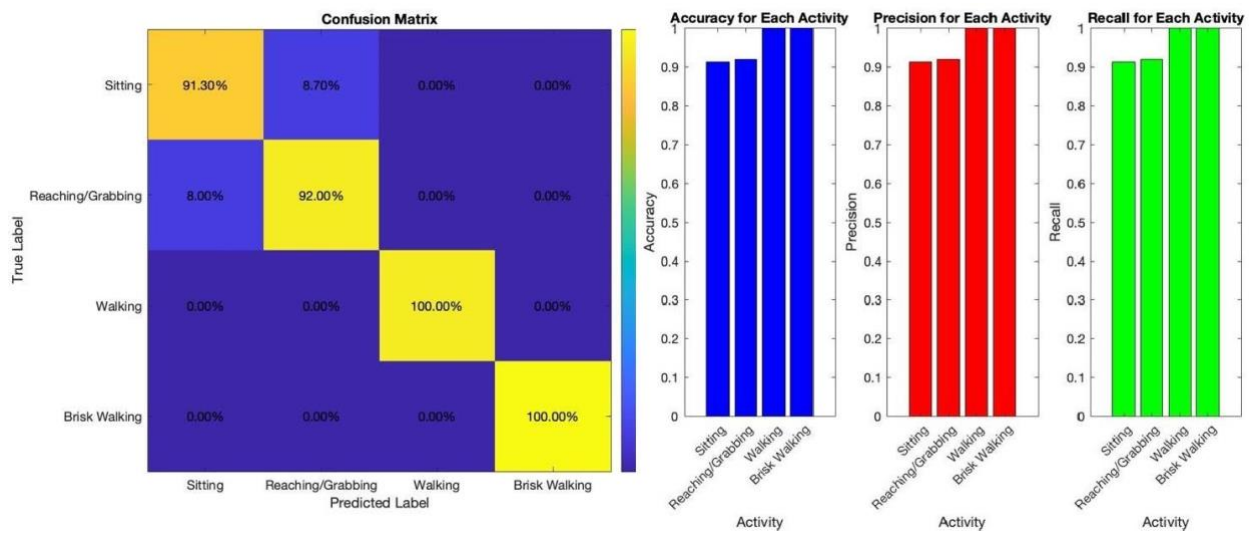 Confusion Matrix
True Label
Sitting
91.30%
8.70%
0.00%
0.00%
Reaching/Grabbing
8.00%
92.00%
0.00%
0.00%
Walking
0.00%
0.00%
100.00%
0.00%
Brisk Walking
0.00%
0.00%
0.00%
100.00%
Sitting
Reaching/Grabbing
Walking
Brisk Walking
Predicted Label
Accuracy for Each Activity
Accuracy
1
0.9
0.8
0.7
0.6
0.5
0.4
0.3
0.2
0.1
0
Sitting
Reaching/Grabbing
Walking
Brisk Walking
Activity
Precision for Each Activity
Precision
1
0.9
0.8
0.7
0.6
0.5
0.4
0.3
0.2
0.1
0
Sitting
Reaching/Grabbing
Walking
Brisk Walking
Activity
Recall for Each Activity
Recall
1
0.9
0.8
0.7
0.6
0.5
0.4
0.3
0.2
0.1
0
Sitting
Reaching/Grabbing
Walking
Brisk Walking
Activity